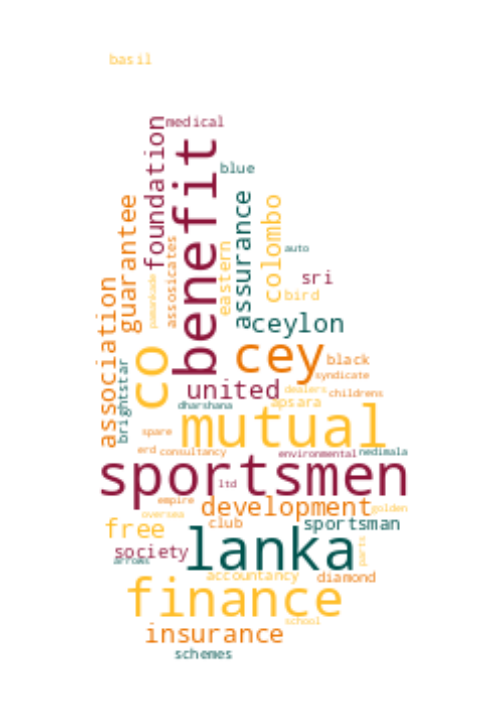 basil
medical
foundation
benefit
blue
guarantee
assurance
colombo
eastern
assosicates
auto
sri
bird
association
ceylon
co
cey
black
syndicate
brightstar
united
dealers
childrens
apsara
dharshana
mutual
spare
erd
consultancy
environmental
nedimala
sportsmen
ltd
empire
development
golden
oversea
club
sportsman
free
society
lanka
parts
arrows
accountancy
diamond
finance
school
insurance
schemes